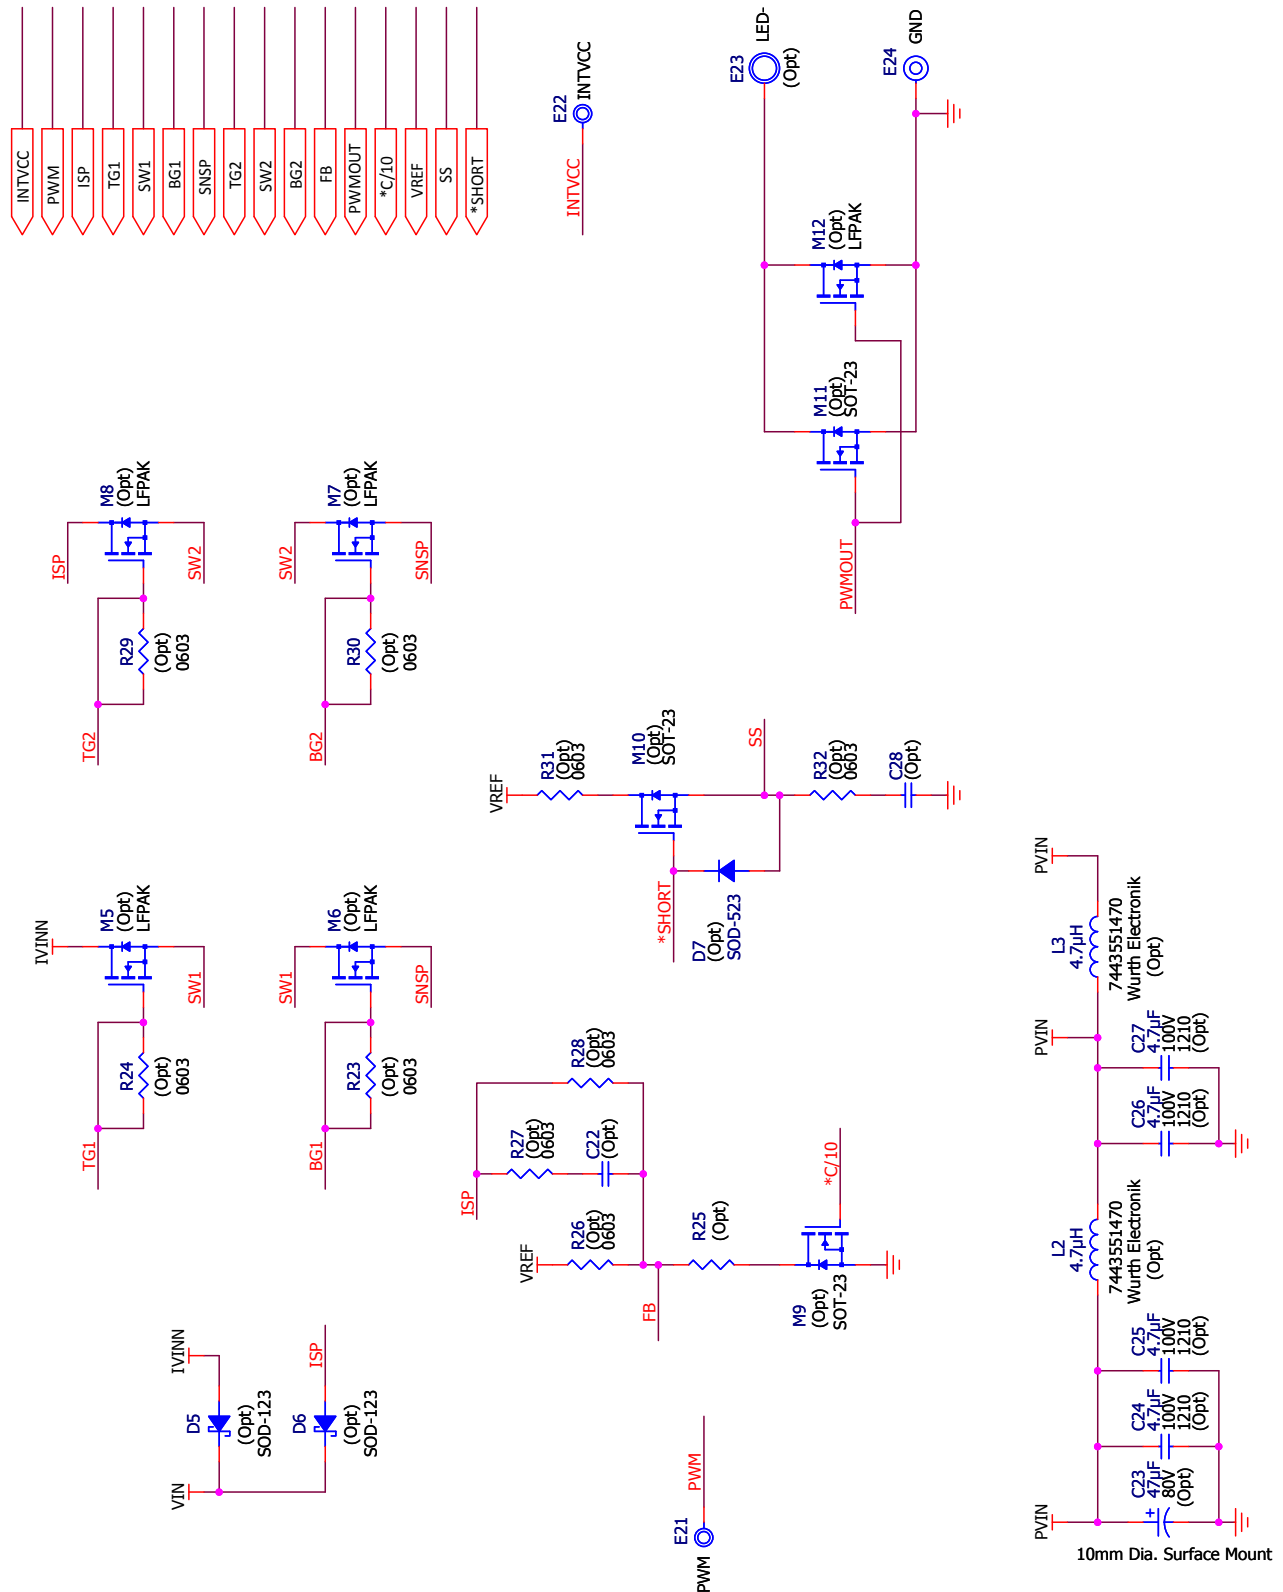 INTVCC
PWM
ISP
TG1
SW1
BG1
SNSP
TG2
SW2
BG2
FB
PWMOUT
*C/10
VREF
SS
*SHORT
E22
INTVCC
INTVCC
E23
LED-
(Opt)
E24
GND
M12
(Opt)
LFPAK
M11
(Opt)
SOT-23
PWMOUT
M8
(Opt)
LFPAK
ISP
SW2
R29
(Opt)
0603
TG2
M7
(Opt)
LFPAK
SW2
SNSP
R30
(Opt)
0603
BG2
VREF
R31
(Opt)
0603
M10
(Opt)
SOT-23
SS
R32
(Opt)
0603
C28
(Opt)
*SHORT
D7
(Opt)
SOD-523
IVINN
M5
(Opt)
LFPAK
SW1
R24
(Opt)
0603
TG1
M6
(Opt)
LFPAK
SW1
SNSP
R23
(Opt)
0603
BG1
R28
(Opt)
0603
R27
(Opt)
0603
C22
(Opt)
ISP
VREF
R26
(Opt)
0603
R25
(Opt)
*C/10
FB
M9
(Opt)
SOT-23
IVINN
ISP
D5
(Opt)
SOD-123
D6
(Opt)
SOD-123
VIN
PWM
E21
PWM
PVIN
L3
4.7µH
7443551470
Wurth Electronik
(Opt)
PVIN
C27
4.7µF
100V
1210
(Opt)
C26
4.7µF
100V
1210
(Opt)
L2
4.7µH
7443551470
Wurth Electronik
(Opt)
C25
4.7µF
100V
1210
(Opt)
C24
4.7µF
100V
1210
(Opt)
PVIN
C23
47µF
80V
(Opt)
+
10mm Dia. Surface Mount